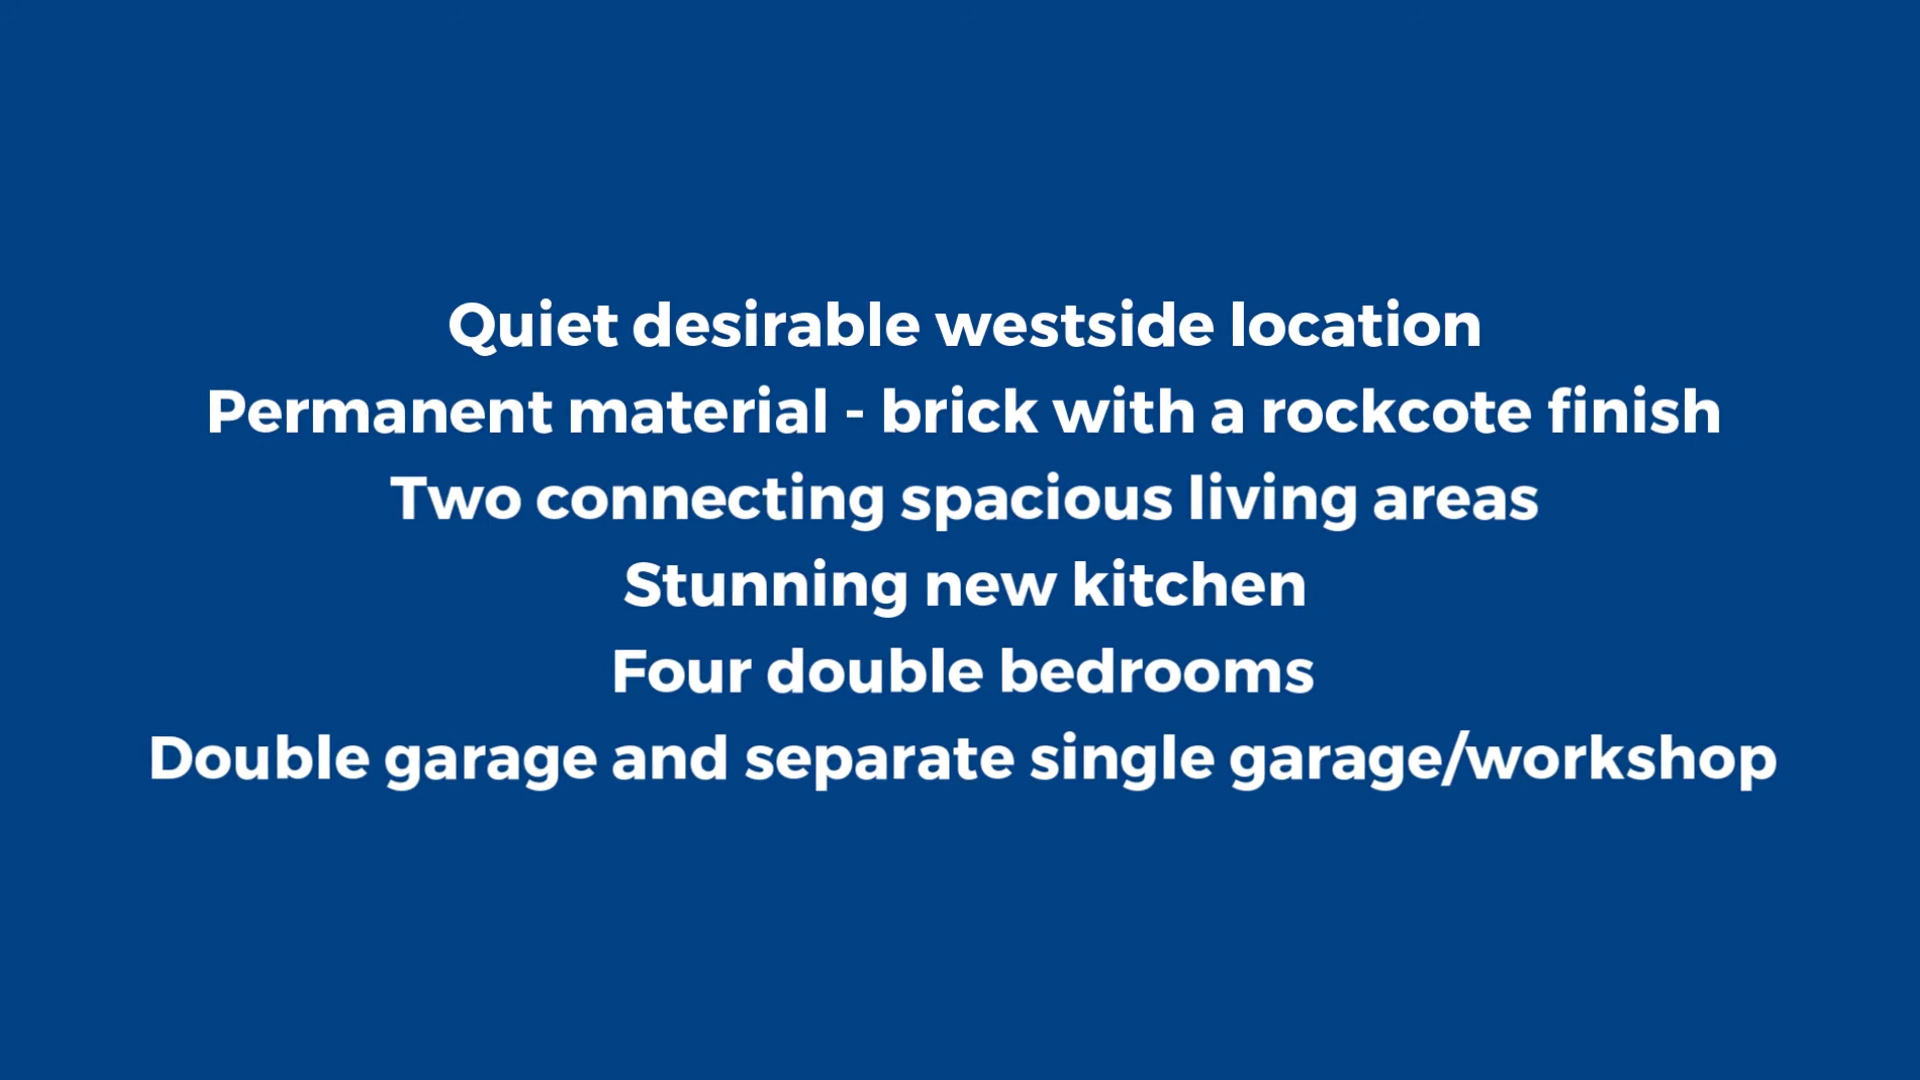 Quiet desirable westside location
Permanent material - brick with a rockcote finish
Two connecting spacious living areas
Stunning new kitchen
Four double bedrooms
Double garage and separate single garage/workshop